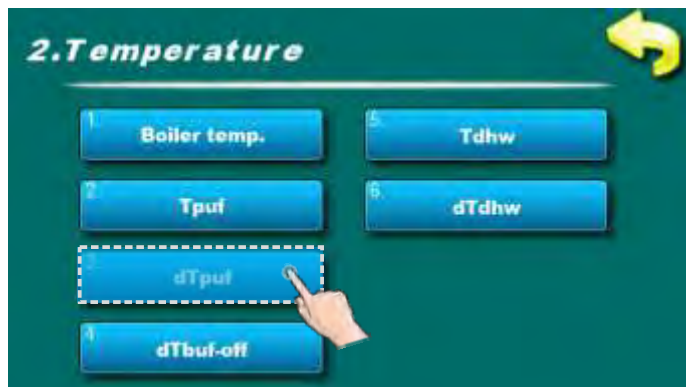 2.Temperature
1. Boiler temp.
2. Tpuf
3. dTpuf
4. dTbuf-off
5. Tdhw
6. dTdhw